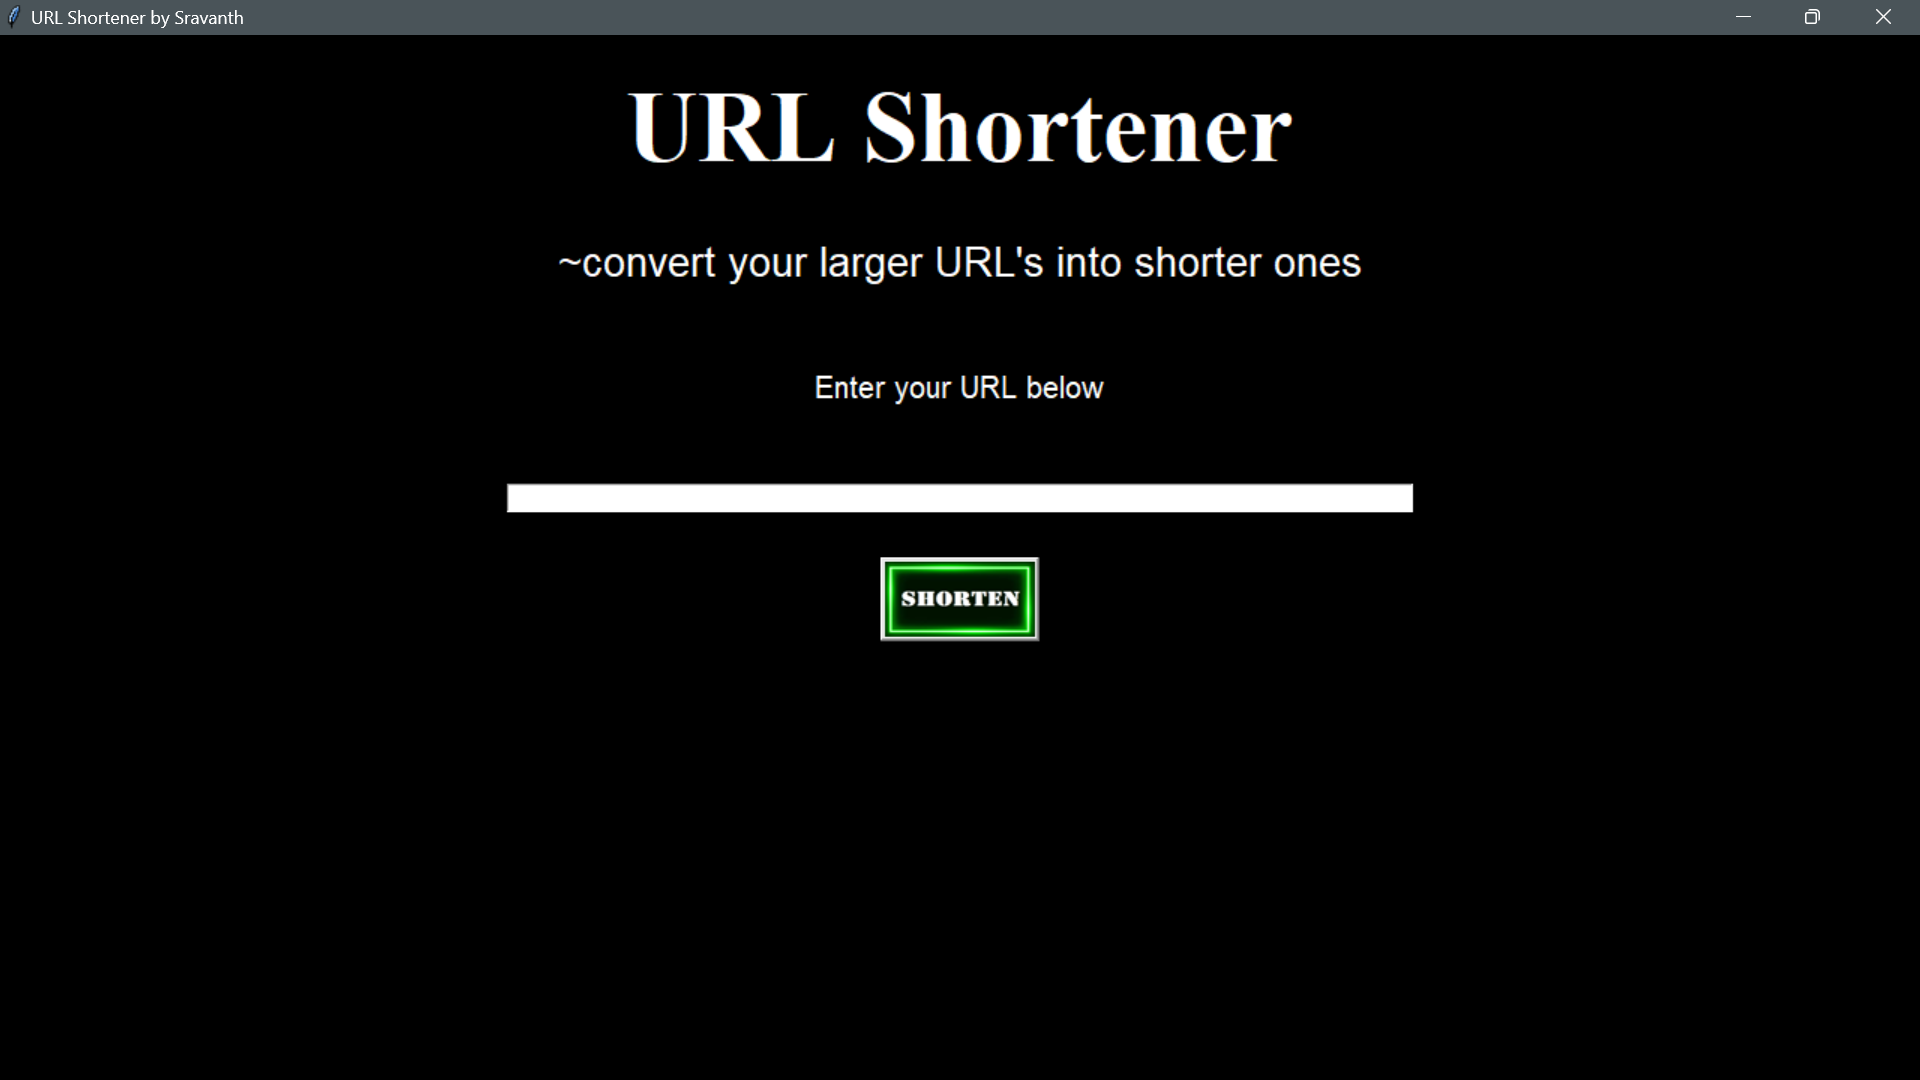 URL Shortener by Sravanth
URL Shortener
~convert your larger URL's into shorter ones
Enter your URL below
SHORTEN